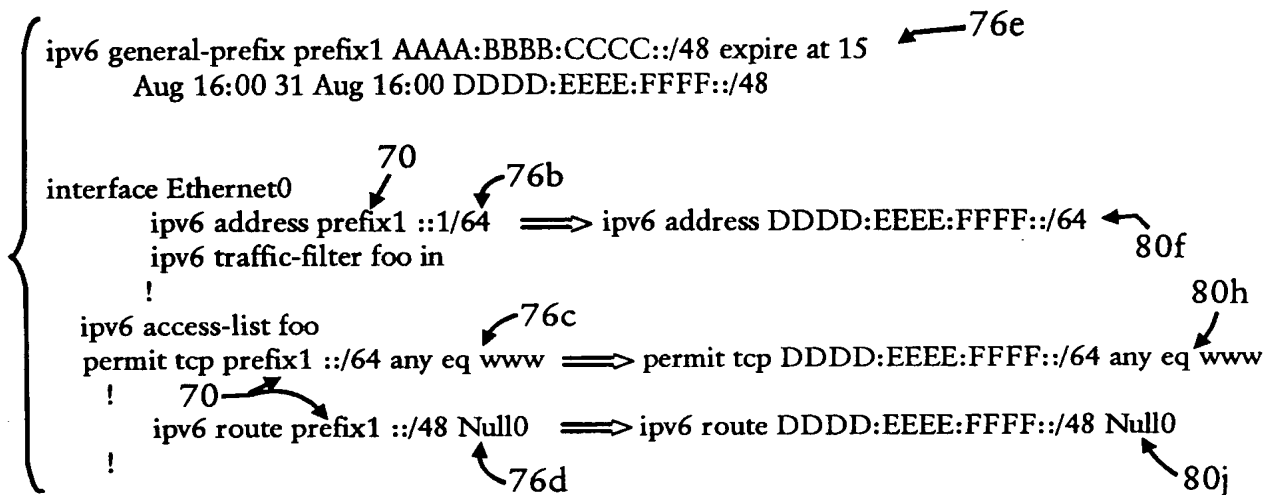 76e
ipv6 general-prefix prefix1 AAAA:BBBB:CCCC::/48 expire at 15
Aug 16:00 31 Aug 16:00 DDDD:EEEE:FFFF::/48
70
76b
interface Ethernet0
ipv6 address prefix1 ::1/64 ⟹ ipv6 address DDDD:EEEE:FFFF::/64
80f
ipv6 traffic-filter foo in
!
80h
76c
ipv6 access-list foo
permit tcp prefix1 ::/64 any eq www ⟹ permit tcp DDDD:EEEE:FFFF::/64 any eq www
! 70
ipv6 route prefix1 ::/48 Null0 ⟹ ipv6 route DDDD:EEEE:FFFF::/48 Null0
!
76d
80j